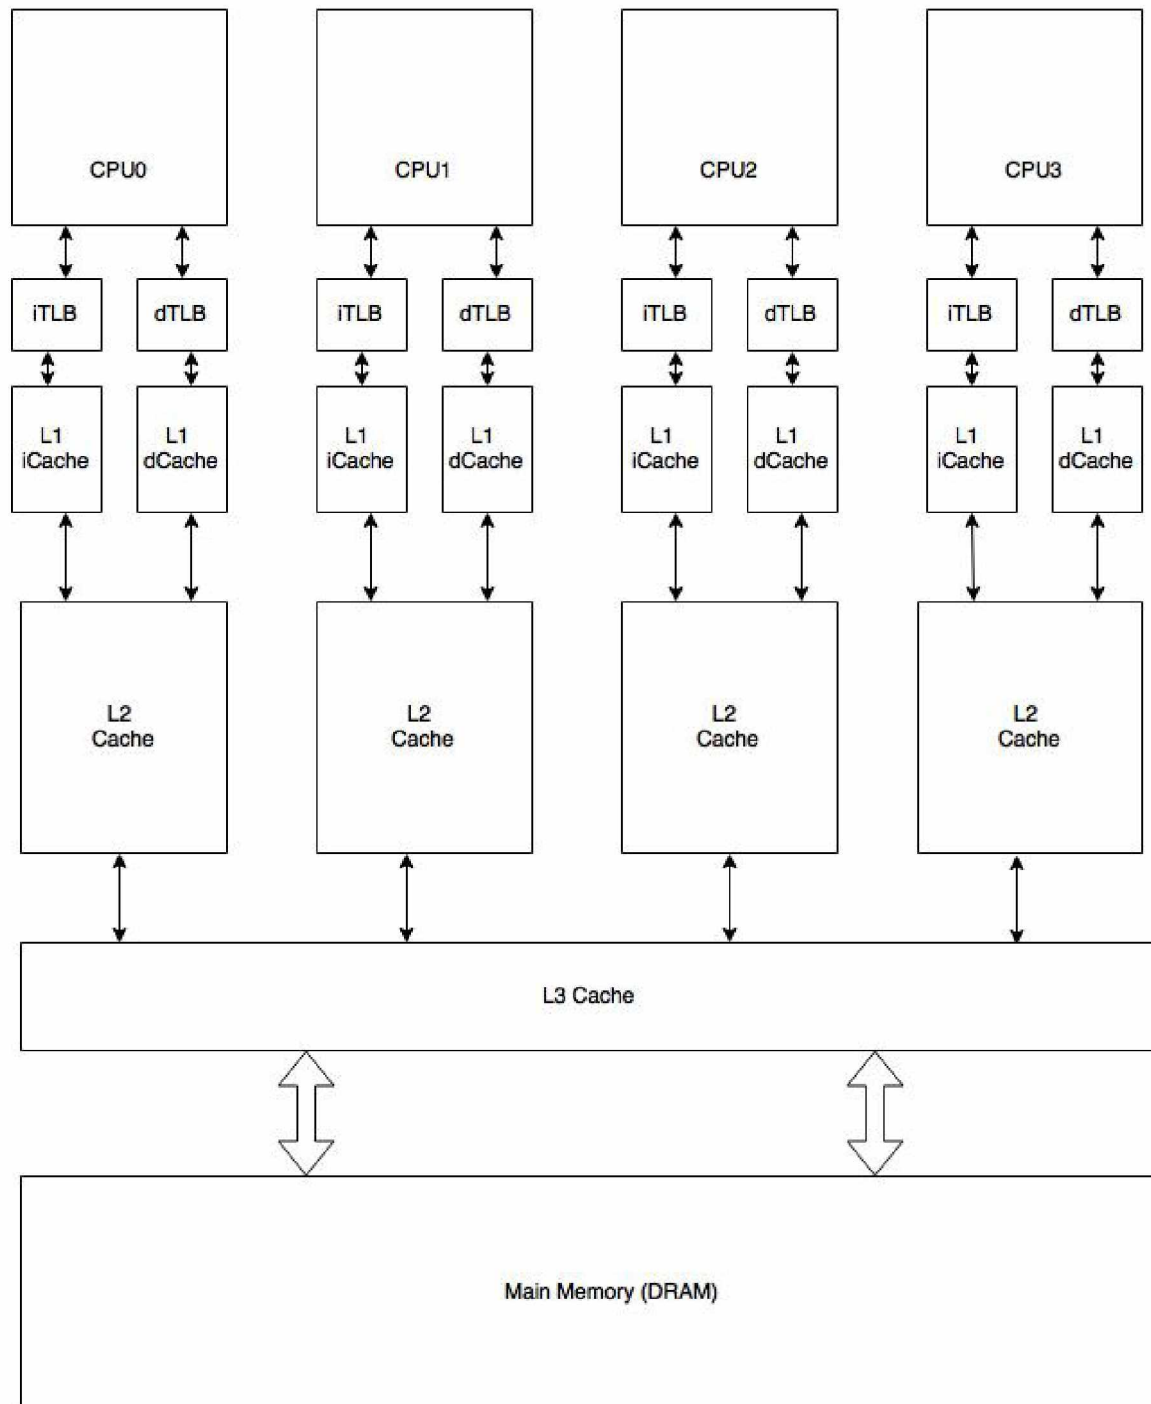 CPU0
CPU1
CPU2
CPU3
iTLB
dTLB
iTLB
dTLB
iTLB
dTLB
iTLB
dTLB
L1
iCache
L1
dCache
L1
iCache
L1
dCache
L1
iCache
L1
dCache
L1
iCache
L1
dCache
L2
Cache
L2
Cache
L2
Cache
L2
Cache
L3 Cache
Main Memory (DRAM)